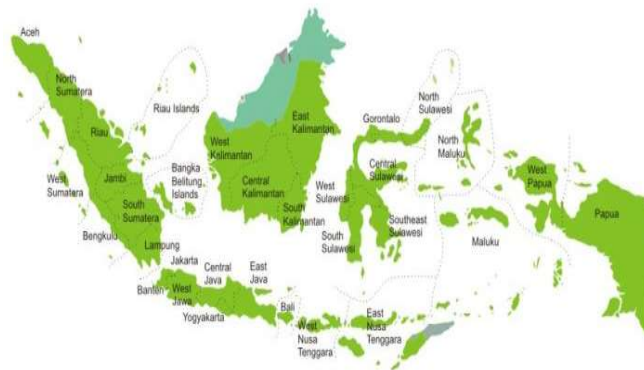 Aceh
North
Sumatera
Riau Islands
Riau
West
Sumatera
Jambi
Bangka
Belitung
Islands
South
Sumatera
Bengkulu
Lampung
Jakarta
Banten
West
Jawa
Central
Java
Yogyakarta
East
Java
Bali
West
Nusa
Tenggara
East
Nusa
Tenggara
West
Kalimantan
Central
Kalimantan
East
Kalimantan
South
Kalimantan
West
Sulawesi
South
Sulawesi
Gorontalo
Central
Sulawesi
Southeast
Sulawesi
North
Sulawesi
North
Maluku
Maluku
West
Papua
Papua